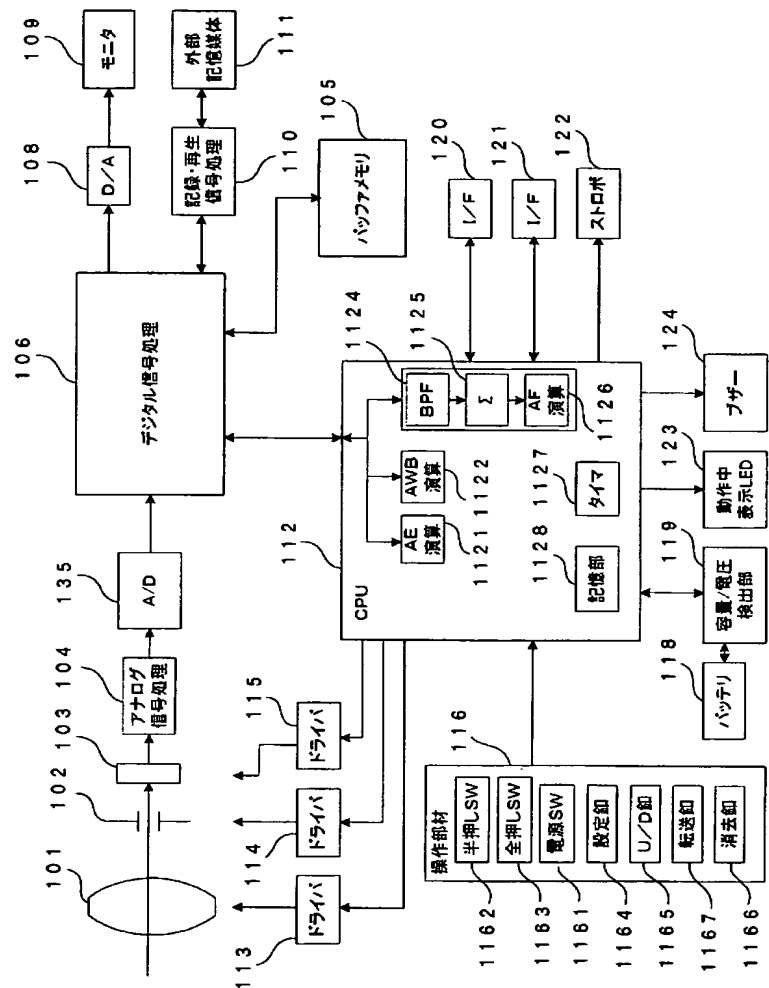 109
モニタ
111
外部
記憶媒体
108
D/A
110
記録・再生
信号処理
105
バッファメモリ
106
デジタル信号処理
135
A/D
104
アナログ
信号処理
103
102
101
120
I/F
121
I/F
122
ストロボ
112
CPU
1124
BPF
1125
Σ
AF
演算
1126
AWB
演算
1122
AE
演算
1121
1127
タイマ
1128
記憶部
115
ドライバ
114
ドライバ
113
ドライバ
116
操作部材
半押しSW
1162
全押しSW
1163
電源SW
1161
設定釦
1164
U/D釦
1165
転送釦
1167
消去釦
1166
124
ブザー
123
動作中
表示LED
119
容量/電圧
検出部
118
バッテリ